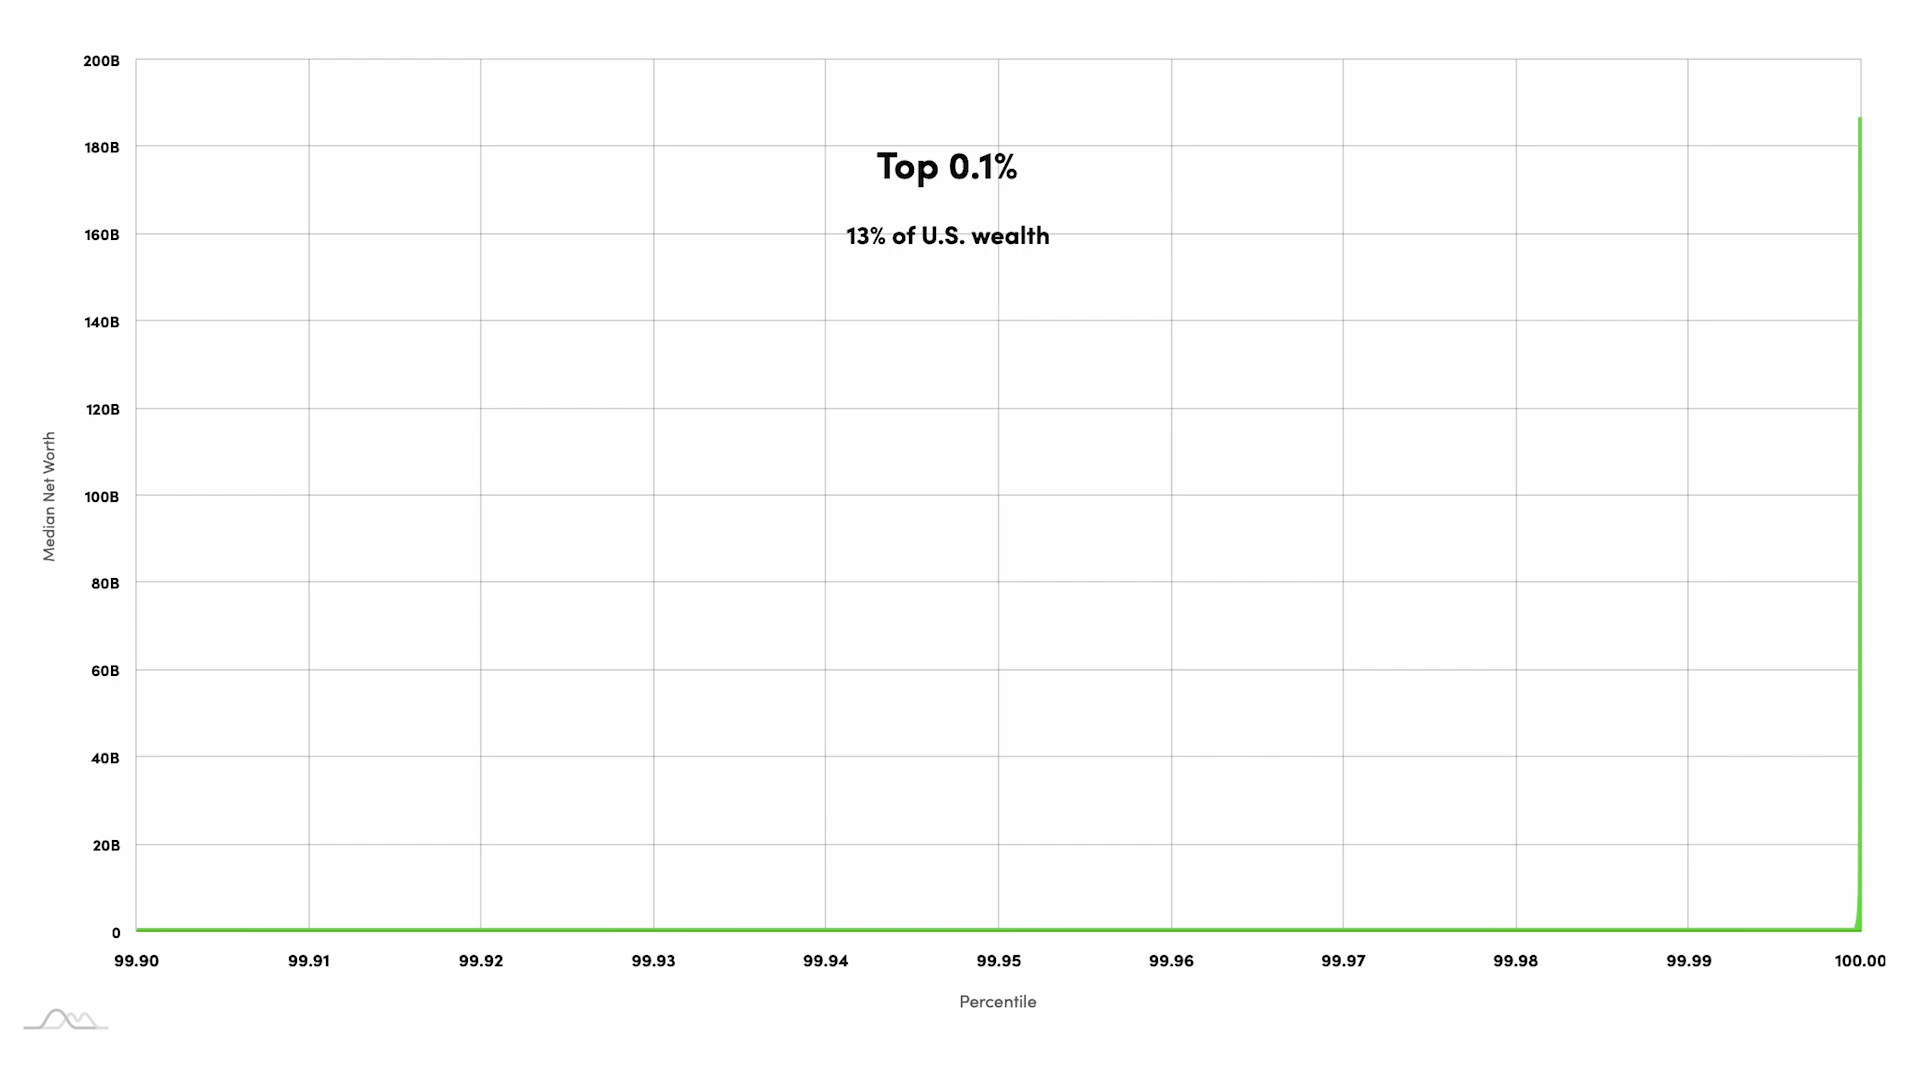 Top 0.1%
13% of U.S. wealth
Median Net Worth
200B
180B
160B
140B
120B
100B
80B
60B
40B
20B
0
99.90 99.91 99.92 99.93 99.94 99.95 99.96 99.97 99.98 99.99 100.00
Percentile